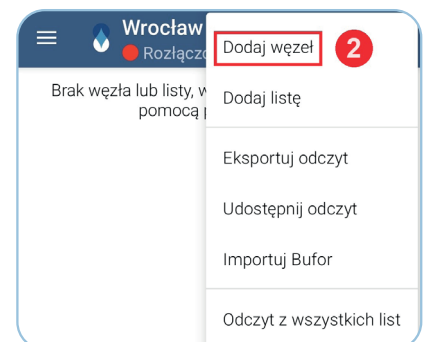 Wrocław
Dodaj węzeł
2
Brak węzła lub listy,
pomocą
Dodaj listę
Eksportuj odczyt
Udostępnij odczyt
Importuj Bufor
Odczyt z wszystkich list